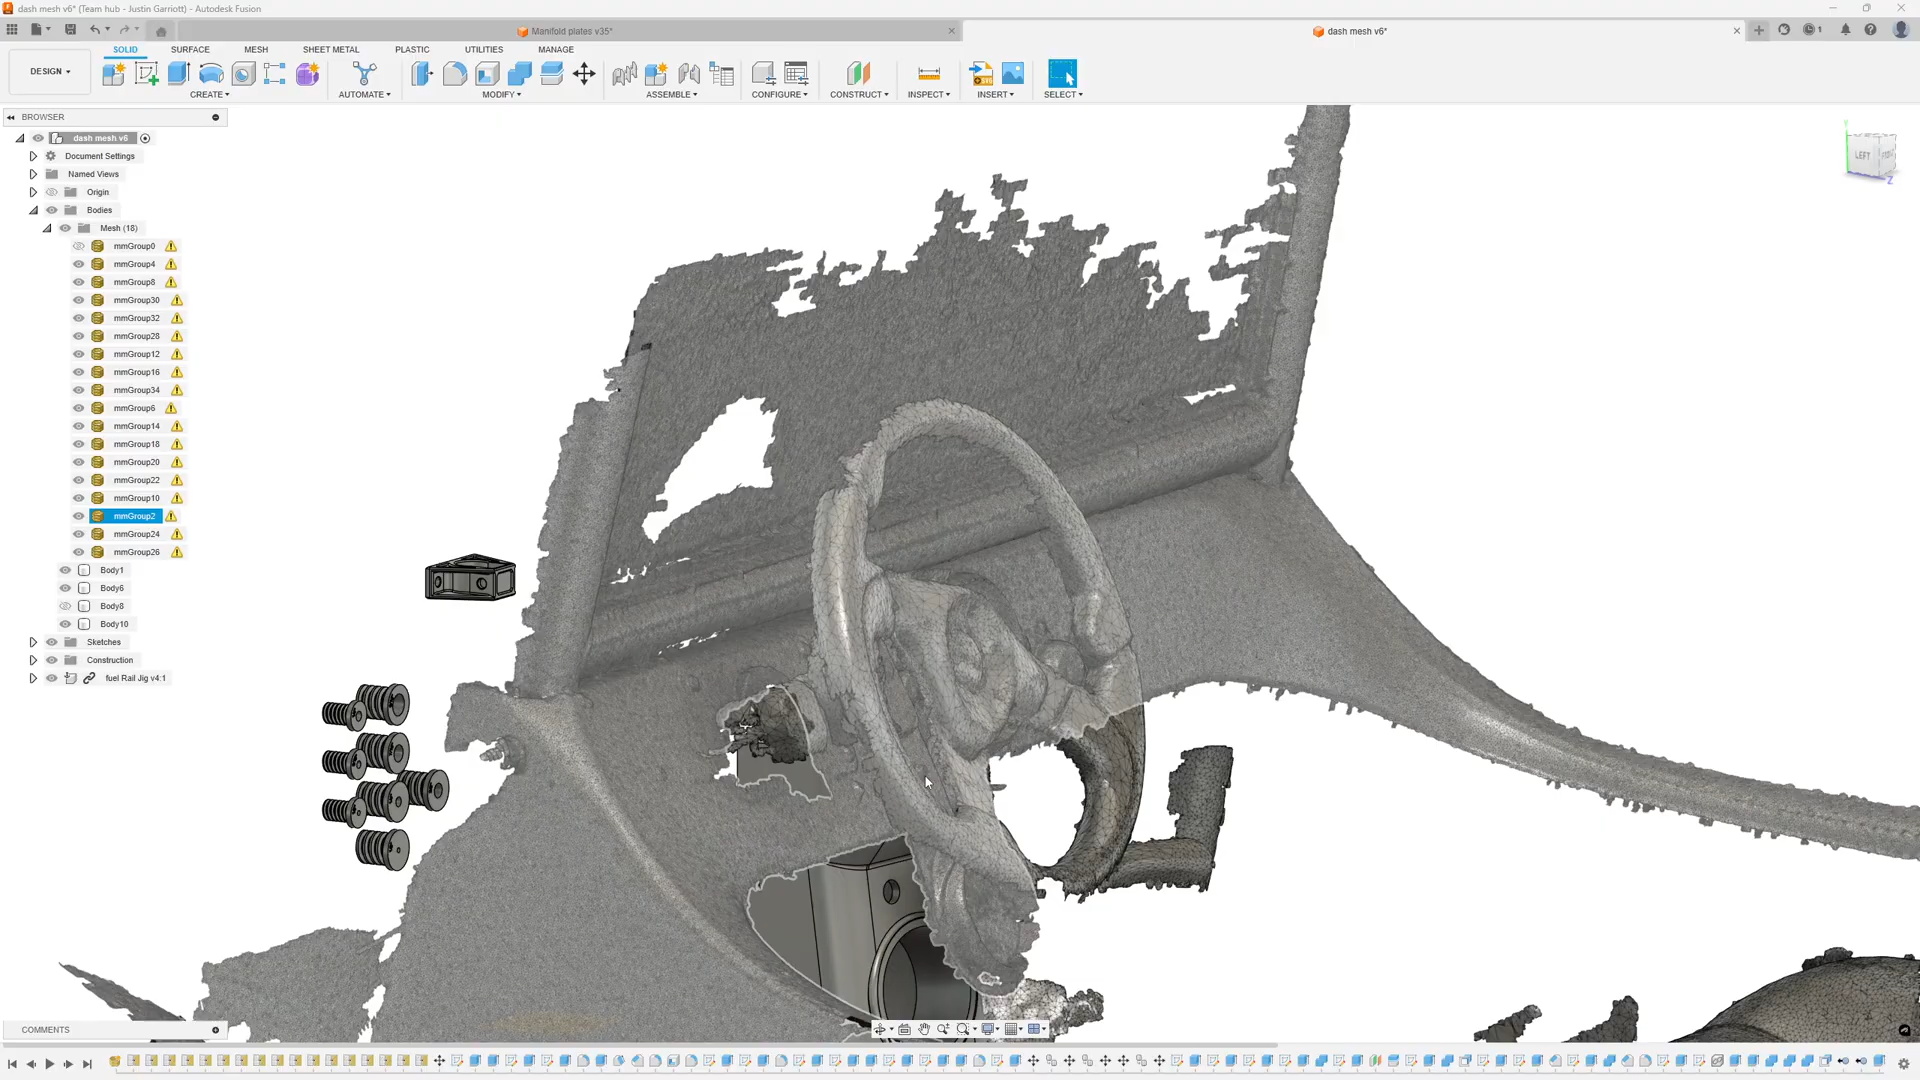 dash mesh v6* (Team hub - Justin Garriott) - Autodesk Fusion
Manifold plates v35*
dash mesh v6*
1
SOLID
SURFACE
MESH
SHEET METAL
PLASTIC
UTILITIES
MANAGE
DESIGN
CREATE
AUTOMATE
MODIFY
ASSEMBLE
CONFIGURE
CONSTRUCT
INSPECT
INSERT
SELECT
BROWSER
dash mesh v6
Document Settings
Named Views
Origin
Bodies
Mesh (18)
mmGroup0
mmGroup4
mmGroup8
mmGroup30
mmGroup32
mmGroup28
mmGroup12
mmGroup16
mmGroup34
mmGroup6
mmGroup14
mmGroup18
mmGroup20
mmGroup22
mmGroup10
mmGroup2
mmGroup24
mmGroup26
Body1
Body6
Body8
Body10
Sketches
Construction
fuel Rail Jig v4:1
LEFT
Z
COMMENTS